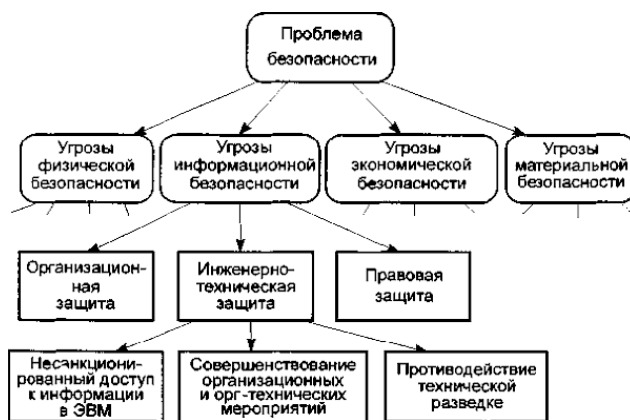 Проблема
безопасности
Угрозы
физической
безопасности
Угрозы
информационной
безопасности
Угрозы
экономической
безопасности
Угрозы
материальной
безопасности
Организацион-
ная
защита
Инженерно-
техническая
защита
Правовая
защита
Несанкциони-
рованный доступ
к информации
в ЭВМ
Совершенствование
организационных
и орг-технических
мероприятий
Противодействие
технической
разведке